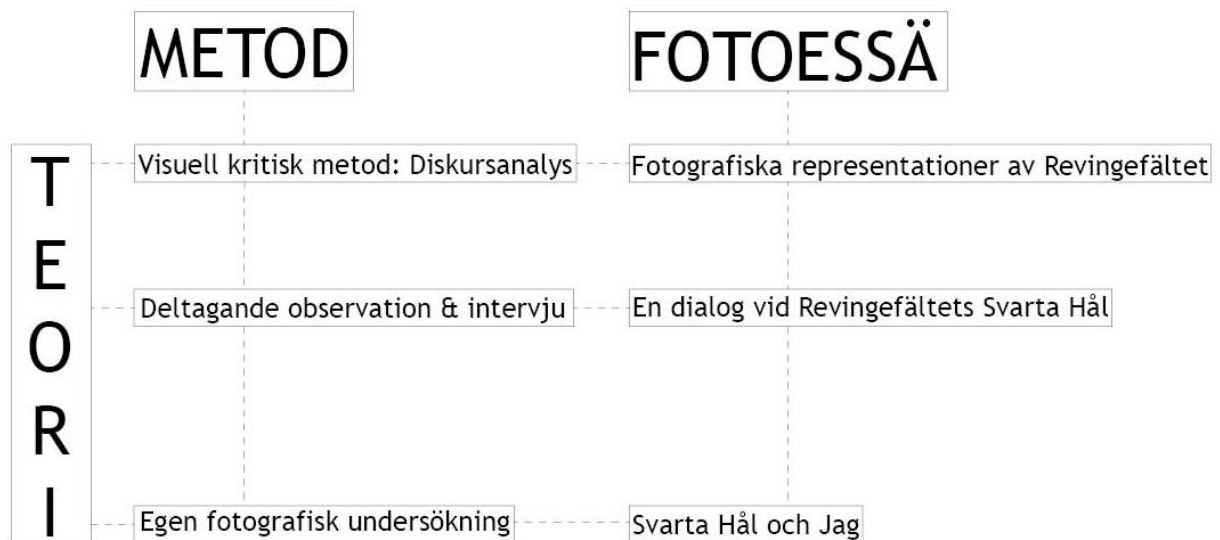 METOD
FOTOESSÄ
TEORI
Visuell kritisk metod: Diskursanalys
Fotografiska representationer av Revingefältet
Deltagande observation & intervju
En dialog vid Revingefältets Svarta Hål
Egen fotografisk undersökning
Svarta Hål och Jag